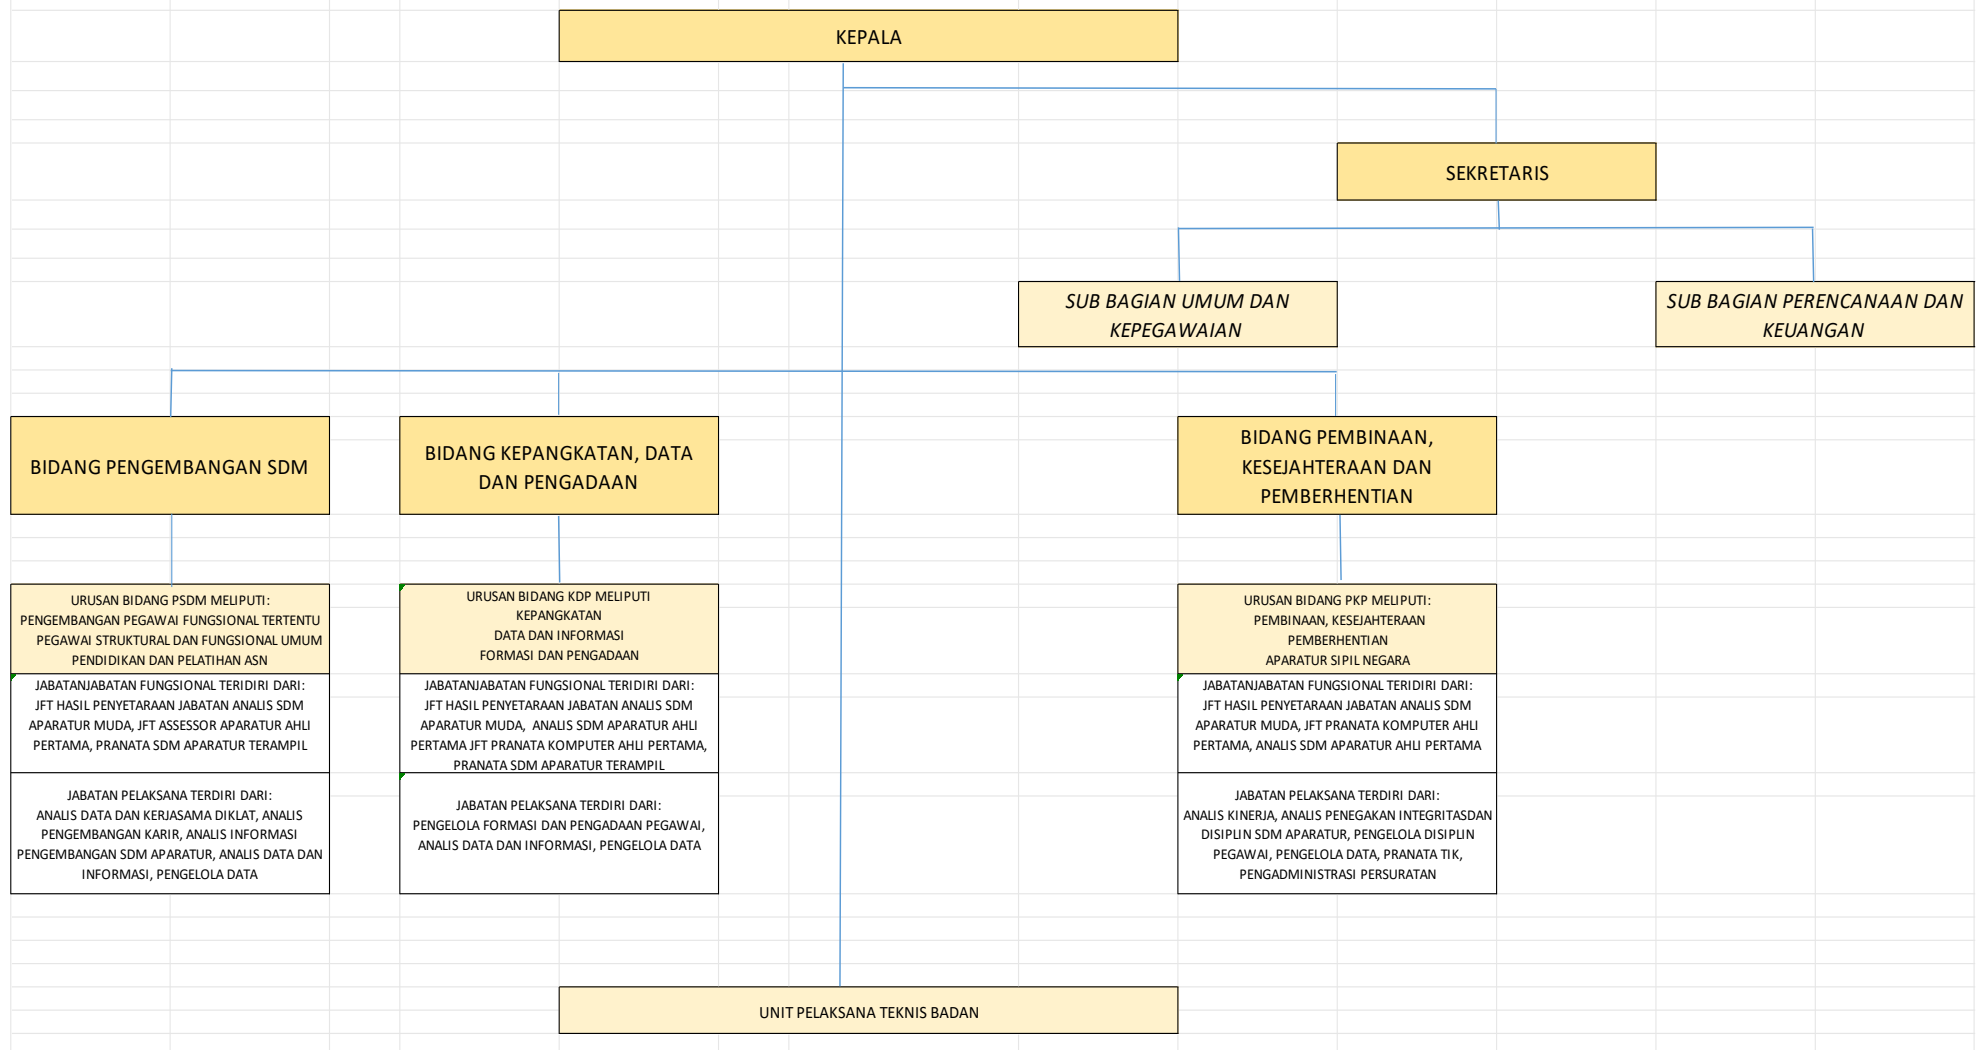 KEPALA
SEKRETARIS
SUB BAGIAN UMUM DAN
KEPEGAWAIAN
SUB BAGIAN PERENCANAAN DAN
KEUANGAN
BIDANG PENGEMBANGAN SDM
BIDANG KEPANGKATAN, DATA
DAN PENGADAAN
BIDANG PEMBINAAN,
KESEJAHTERAAN DAN
PEMBERHENTIAN
URUSAN BIDANG PSDM MELIPUTI:
PENGEMBANGAN PEGAWAI FUNGSIONAL TERTENTU
PEGAWAI STRUKTURAL DAN FUNGSIONAL UMUM
PENDIDIKAN DAN PELATIHAN ASN
JABATANJABATAN FUNGSIONAL TERIDIRI DARI:
JFT HASIL PENYETARAAN JABATAN ANALIS SDM
APARATUR MUDA, JFT ASSESSOR APARATUR AHLI
PERTAMA, PRANATA SDM APARATUR TERAMPIL
JABATAN PELAKSANA TERDIRI DARI:
ANALIS DATA DAN KERJASAMA DIKLAT, ANALIS
PENGEMBANGAN KARIR, ANALIS INFORMASI
PENGEMBANGAN SDM APARATUR, ANALIS DATA DAN
INFORMASI, PENGELOLA DATA
URUSAN BIDANG KDP MELIPUTI
KEPANGKATAN
DATA DAN INFORMASI
FORMASI DAN PENGADAAN
JABATANJABATAN FUNGSIONAL TERIDIRI DARI:
JFT HASIL PENYETARAAN JABATAN ANALIS SDM
APARATUR MUDA, ANALIS SDM APARATUR AHLI
PERTAMA JFT PRANATA KOMPUTER AHLI PERTAMA,
PRANATA SDM APARATUR TERAMPIL
JABATAN PELAKSANA TERDIRI DARI:
PENGELOLA FORMASI DAN PENGADAAN PEGAWAI,
ANALIS DATA DAN INFORMASI, PENGELOLA DATA
URUSAN BIDANG PKP MELIPUTI:
PEMBINAAN, KESEJAHTERAAN
PEMBERHENTIAN
APARATUR SIPIL NEGARA
JABATANJABATAN FUNGSIONAL TERIDIRI DARI:
JFT HASIL PENYETARAAN JABATAN ANALIS SDM
APARATUR MUDA, JFT PRANATA KOMPUTER AHLI
PERTAMA, ANALIS SDM APARATUR AHLI PERTAMA
JABATAN PELAKSANA TERDIRI DARI:
ANALIS KINERJA, ANALIS PENEGAKAN INTEGRITASDAN
DISIPLIN SDM APARATUR, PENGELOLA DISIPLIN
PEGAWAI, PENGELOLA DATA, PRANATA TIK,
PENGADMINISTRASI PERSURATAN
UNIT PELAKSANA TEKNIS BADAN